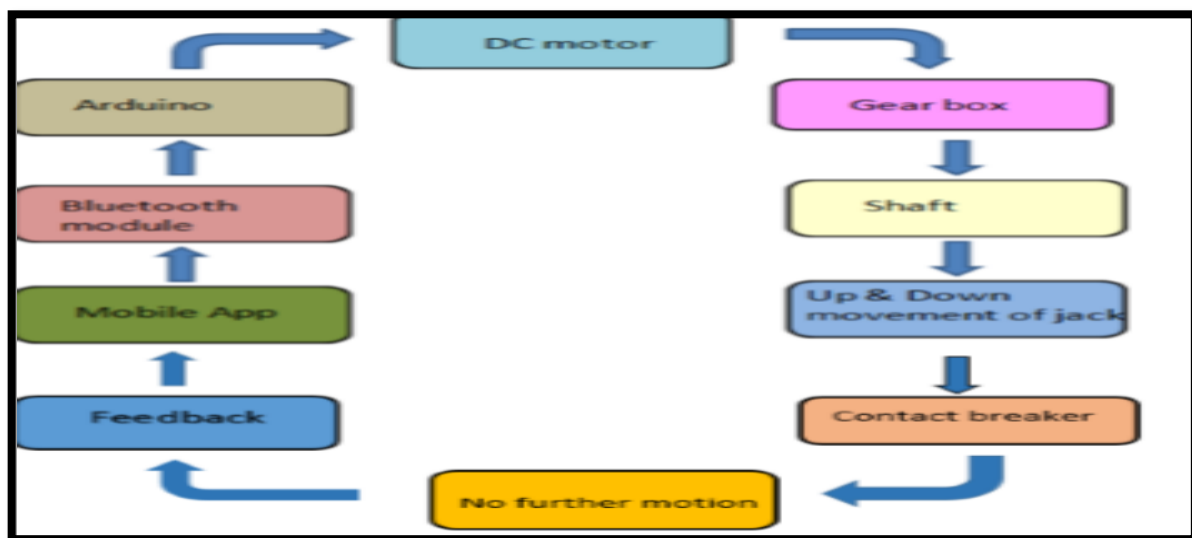 DC motor
Arduino
Gear box
Bluetooth
module
Shaft
Mobile App
Up & Down
movement of jack
Feedback
Contact breaker
No further motion